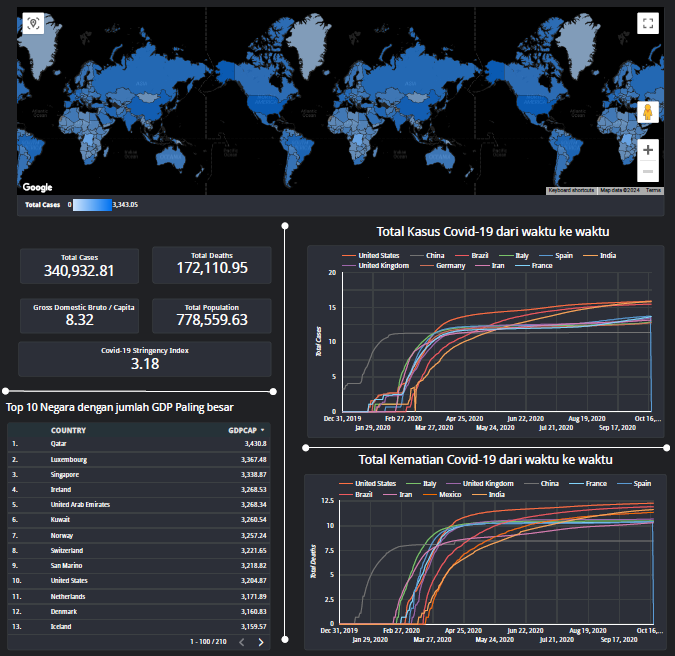 Google
Keyboard shortcuts Map data ©2024 Terms
Total Cases 0 3,343.05
Total Cases
340,932.81
Total Deaths
172,110.95
Gross Domestic Bruto / Capita
8.32
Total Population
778,559.63
Covid-19 Stringency Index
3.18
Top 10 Negara dengan jumlah GDP Paling besar
COUNTRY GDPCAP
1. Qatar 3,430.8
2. Luxembourg 3,367.48
3. Singapore 3,338.87
4. Ireland 3,268.53
5. United Arab Emirates 3,268.34
6. Kuwait 3,260.54
7. Norway 3,257.24
8. Switzerland 3,221.65
9. San Marino 3,218.82
10. United States 3,204.87
11. Netherlands 3,171.89
12. Denmark 3,160.83
13. Iceland 3,159.57
1 - 100 / 210
Total Kasus Covid-19 dari waktu ke waktu
United States China Brazil Italy Spain India
United Kingdom Germany Iran France
20
15
10
5
0
Total Cases
Dec 31, 2019 Feb 27, 2020 Apr 25, 2020 Jun 22, 2020 Aug 19, 2020 Oct 16,...
Jan 29, 2020 Mar 27, 2020 May 24, 2020 Jul 21, 2020 Sep 17, 2020
Total Kematian Covid-19 dari waktu ke waktu
United States Italy United Kingdom China France Spain
Brazil Iran Mexico India
12.5
10
7.5
5
2.5
0
Total Deaths
Dec 31, 2019 Feb 27, 2020 Apr 25, 2020 Jun 22, 2020 Aug 19, 2020 Oct 16,...
Jan 29, 2020 Mar 27, 2020 May 24, 2020 Jul 21, 2020 Sep 17, 2020